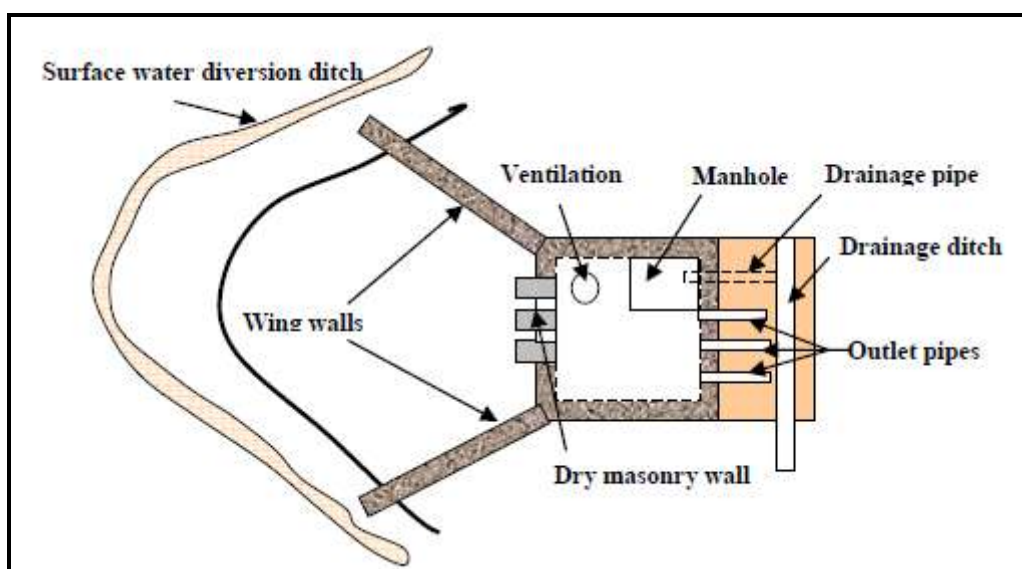 Surface water diversion ditch
Ventilation
Manhole
Drainage pipe
Drainage ditch
Wing walls
Outlet pipes
Dry masonry wall